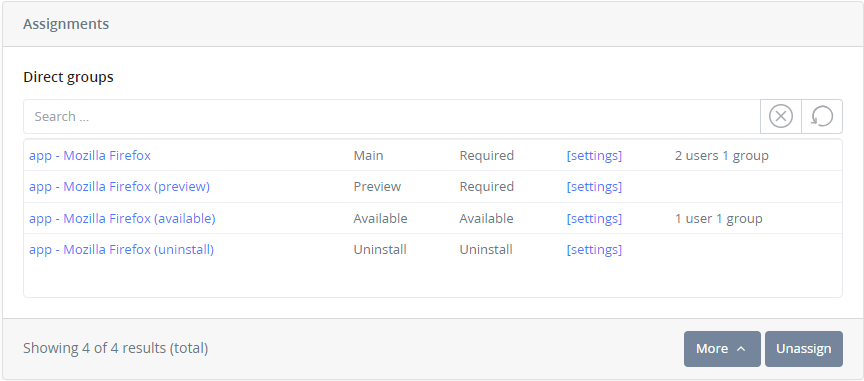 Assignments
Direct groups
Search ...
app - Mozilla Firefox Main Required [settings] 2 users 1 group
app - Mozilla Firefox (preview) Preview Required [settings]
app - Mozilla Firefox (available) Available Available [settings] 1 user 1 group
app - Mozilla Firefox (uninstall) Uninstall Uninstall [settings]
Showing 4 of 4 results (total) More Unassign